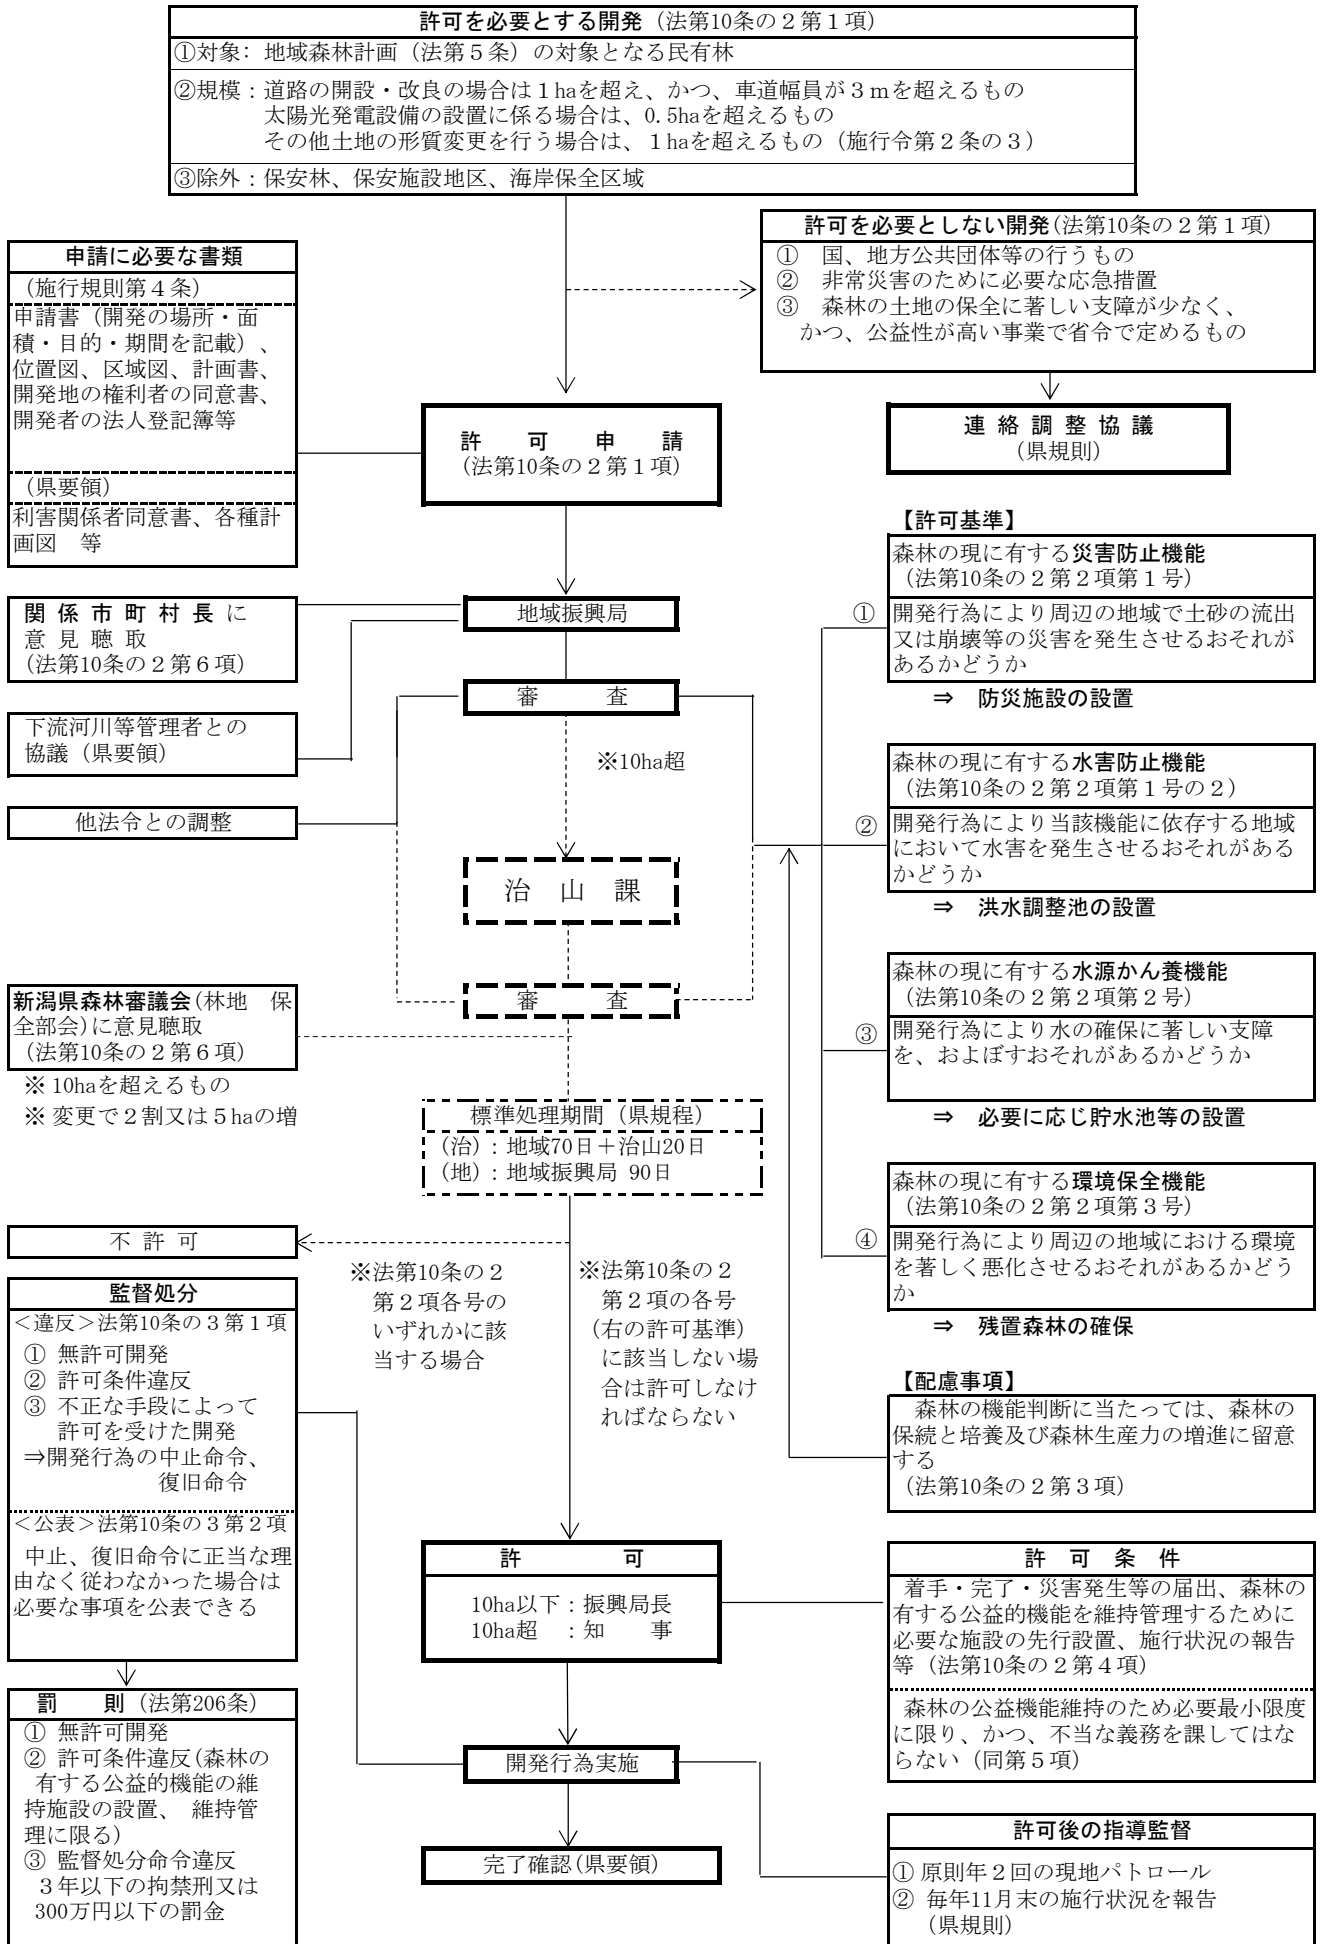 許可を必要とする開発（法第10条の２第１項）
①対象：地域森林計画（法第５条）の対象となる民有林
②規模：道路の開設・改良の場合は１haを超え、かつ、車道幅員が３ｍを超えるもの
太陽光発電設備の設置に係る場合は、0.5haを超えるもの
その他土地の形質変更を行う場合は、１haを超えるもの（施行令第２条の３）
③除外：保安林、保安施設地区、海岸保全区域
許可を必要としない開発(法第10条の２第１項)
①　国、地方公共団体等の行うもの
②　非常災害のために必要な応急措置
③　森林の土地の保全に著しい支障が少なく、
かつ、公益性が高い事業で省令で定めるもの
連絡調整協議
（県規則）
申請に必要な書類
（施行規則第４条）
申請書（開発の場所・面
積・目的・期間を記載）、
位置図、区域図、計画書、
開発地の権利者の同意書、
開発者の法人登記簿等
（県要領）
利害関係者同意書、各種計
画図　等
許　可　申　請
(法第10条の２第１項)
地域振興局
関係市町村長に
意見聴取
(法第10条の２第６項)
審　　査
下流河川等管理者との
協議（県要領）
※10ha超
他法令との調整
治　山　課
審　　査
新潟県森林審議会(林地　保
全部会)に意見聴取
(法第10条の２第６項)
※ 10haを超えるもの
※ 変更で２割又は５haの増
標準処理期間（県規程）
（治）：地域70日＋治山20日
（地）：地域振興局 90日
【許可基準】
森林の現に有する災害防止機能
（法第10条の２第２項第１号）
①
開発行為により周辺の地域で土砂の流出
又は崩壊等の災害を発生させるおそれが
あるかどうか
⇒　防災施設の設置
森林の現に有する水害防止機能
（法第10条の２第２項第１号の２）
②
開発行為により当該機能に依存する地域
において水害を発生させるおそれがある
かどうか
⇒　洪水調整池の設置
森林の現に有する水源かん養機能
（法第10条の２第２項第２号）
③
開発行為により水の確保に著しい支障
を、およぼすおそれがあるかどうか
⇒　必要に応じ貯水池等の設置
森林の現に有する環境保全機能
（法第10条の２第２項第３号）
④
開発行為により周辺の地域における環境
を著しく悪化させるおそれがあるかどう
か
⇒　残置森林の確保
【配慮事項】
森林の機能判断に当たっては、森林の
保続と培養及び森林生産力の増進に留意
する
（法第10条の２第３項）
不 許 可
※法第10条の２
第２項各号の
いずれかに該
当する場合
※法第10条の２
第２項の各号
（右の許可基準）
に該当しない場
合は許可しなけ
ればならない
監督処分
＜違反＞法第10条の３第１項
① 無許可開発
② 許可条件違反
③ 不正な手段によって
許可を受けた開発
⇒開発行為の中止命令、
復旧命令
＜公表＞法第10条の３第２項
中止、復旧命令に正当な理
由なく従わなかった場合は
必要な事項を公表できる
罰　　則（法第206条）
① 無許可開発
② 許可条件違反(森林の
有する公益的機能の維
持施設の設置、 維持管
理に限る)
③ 監督処分命令違反
３年以下の拘禁刑又は
300万円以下の罰金
許　　　可
10ha以下：振興局長
10ha超　：知　　事
開発行為実施
完了確認(県要領)
許　可　条　件
着手・完了・災害発生等の届出、森林の
有する公益的機能を維持管理するために
必要な施設の先行設置、施行状況の報告
等（法第10条の２第４項）
森林の公益機能維持のため必要最小限度
に限り、かつ、不当な義務を課してはな
らない（同第５項）
許可後の指導監督
① 原則年２回の現地パトロール
② 毎年11月末の施行状況を報告
（県規則）